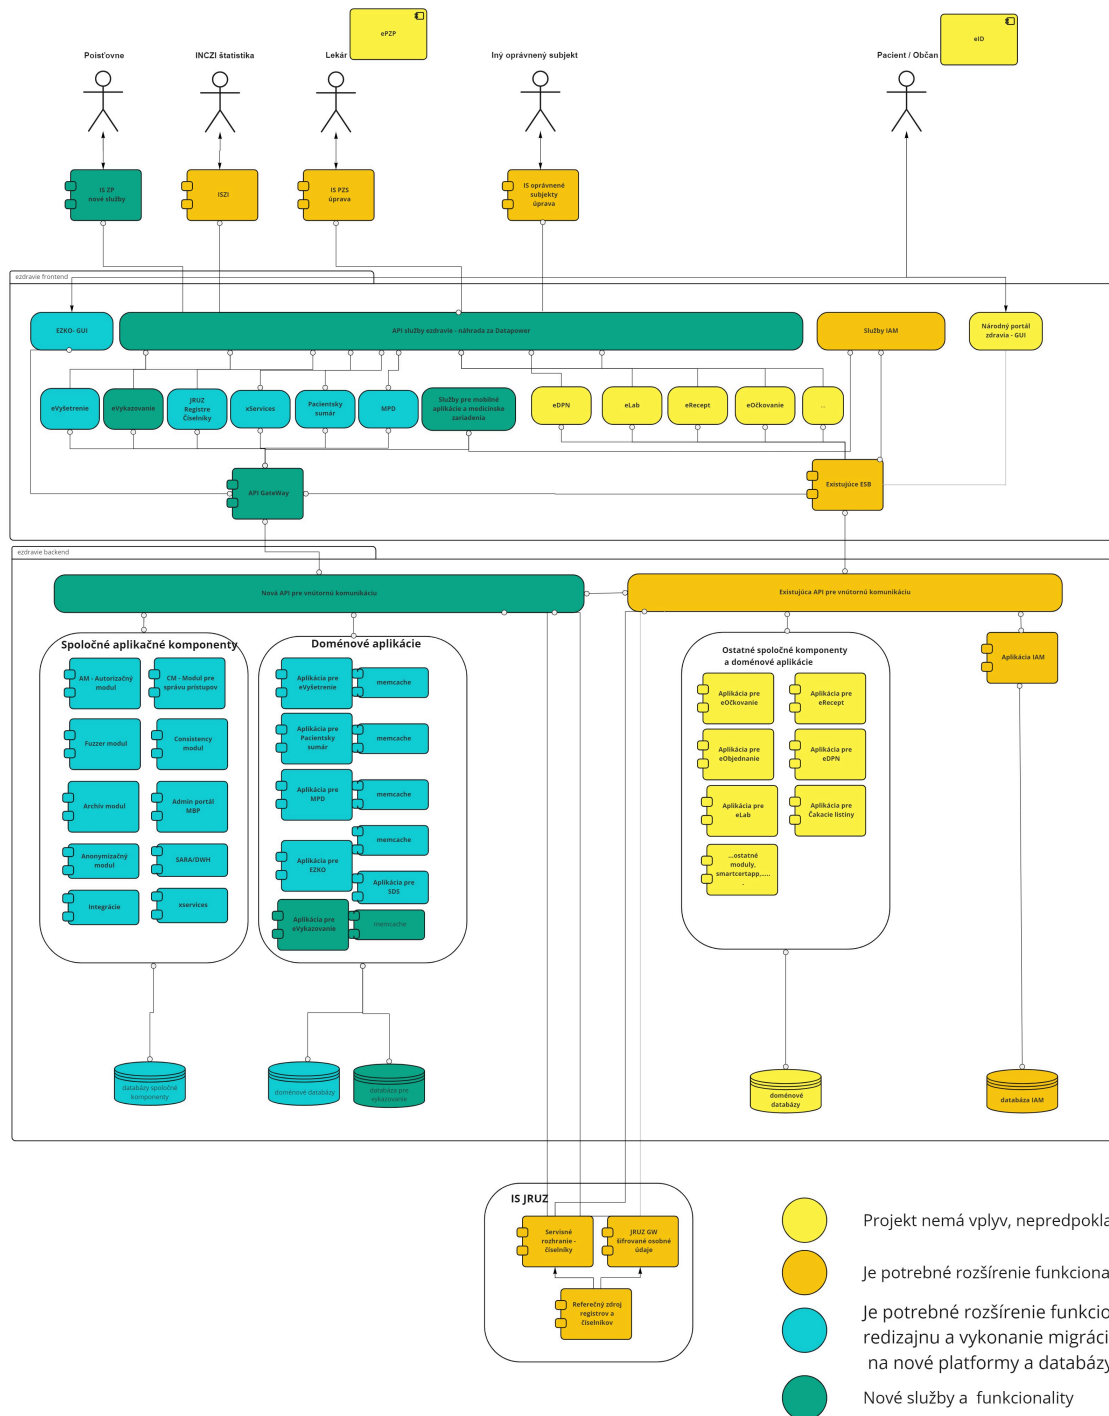 ePZP
eID
Poisťovne
INCZI štatistika
Lekár
Iný oprávnený subjekt
Pacient / Občan
IS ZP
nové služby
ISZI
IS PZS
úprava
IS oprávnené
subjekty
úprava
ezdravie frontend
EZKO- GUI
API služby ezdravie - náhrada za Datapower
Služby IAM
Národný portál
zdravia - GUI
eVyšetrenie
eVykazovanie
JRUZ
Registre
Číselníky
xServices
Pacientsky
sumár
MPD
Služby pre mobilné
aplikácie a medicínske
zariadenia
eDPN
eLab
eRecept
eOčkovanie
...
API GateWay
Existujúce ESB
ezdravie backend
Nová API pre vnútornú komunikáciu
Existujúca API pre vnútornú komunikáciu
Spoločné aplikačné komponenty
AM - Autorizačný
modul
CM - Modul pre
správu prístupov
Fuzzer modul
Consistency
modul
Archív modul
Admin portál
MBP
Anonymizačný
modul
SARA/DWH
Integrácie
xservices
Doménové aplikácie
Aplikácia pre
eVyšetrenie
memcache
Aplikácia pre
Pacientsky
sumár
memcache
Aplikácia pre
MPD
memcache
memcache
Aplikácia pre
EZKO
Aplikácia pre
SDS
Aplikácia pre
eVykazovanie
memcache
Ostatné spoločné komponenty
a doménové aplikácie
Aplikácia pre
eOčkovanie
Aplikácia pre
eRecept
Aplikácia pre
eObjednanie
Aplikácia pre
eDPN
Aplikácia pre
eLab
Aplikácia pre
Čakacie listiny
...ostatné
moduly,
smartcertapp,.....
.
Aplikácia IAM
databázy spoločné
komponenty
doménové databázy
databáza pre
vykazovanie
doménové
databázy
databáza IAM
IS JRUZ
Servisné
rozhranie -
číselníky
JRUZ GW
šifrované osobné
údaje
Referečný zdroj
registrov a
číselníkov
Projekt nemá vplyv, nepredpokla
Je potrebné rozšírenie funkciona
Je potrebné rozšírenie funkcio
redizajnu a vykonanie migráci
na nové platformy a databázy
Nové služby a funkcionality